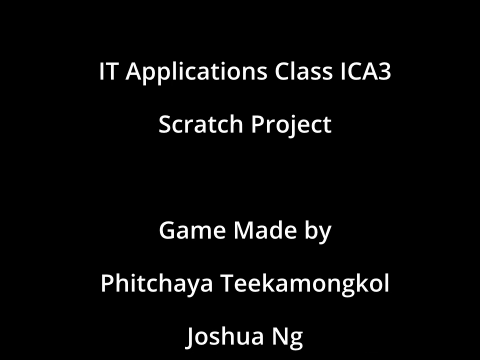 IT Applications Class ICA3
Scratch Project
Game Made by
Phitchaya Teekamongkol
Joshua Ng